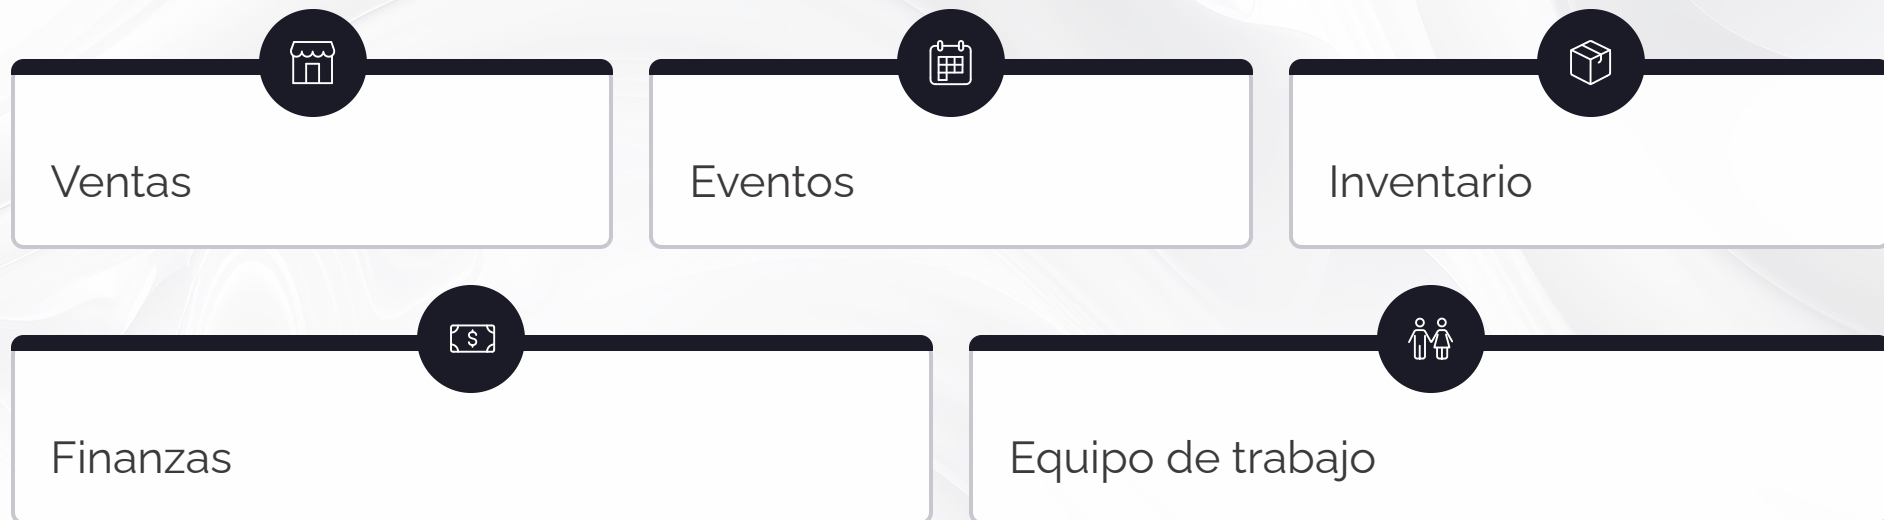 Ventas
Eventos
Inventario
$
Finanzas
Equipo de trabajo